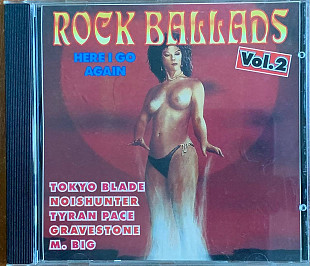 ROCK BALLADS
HERE I GO
AGAIN
Vol.2
TOKYO BLADE
NOISHUNTER
TYRAN PACE
GRAVESTONE
M. BIG